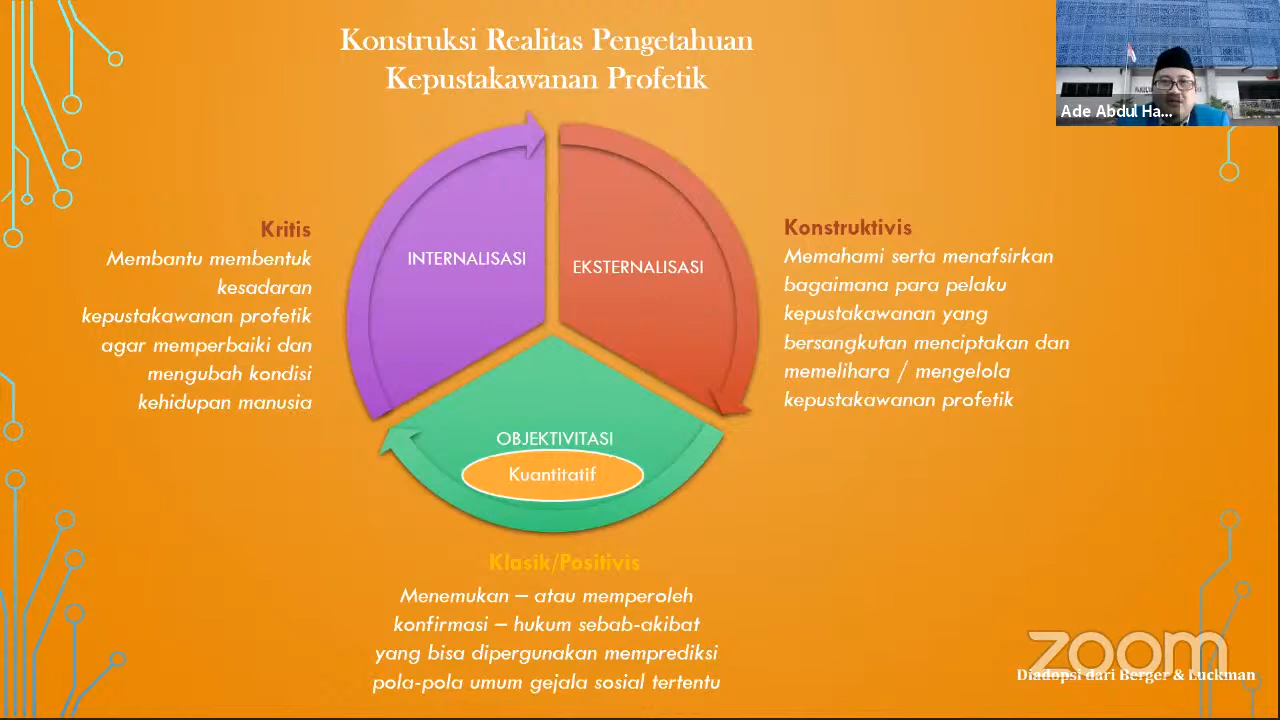 Konstruksi Realitas Pengetahuan
Kepustakawanan Profetik
Ade Abdul Ha...
Kritis
Membantu membentuk
kesadaran
kepustakawanan profetik
agar memperbaiki dan
mengubah kondisi
kehidupan manusia
INTERNALISASI
EKSTERNALISASI
Konstruktivis
Memahami serta menafsirkan
bagaimana para pelaku
kepustakawanan yang
bersangkutan menciptakan dan
memelihara / mengelola
kepustakawanan profetik
OBJEKTIVITASI
Kuantitatif
Klasik/Positivis
Menemukan – atau memperoleh
konfirmasi – hukum sebab-akibat
yang bisa dipergunakan memprediksi
pola-pola umum gejala sosial tertentu
zoom
Diadopsi dari Berger & Luckman